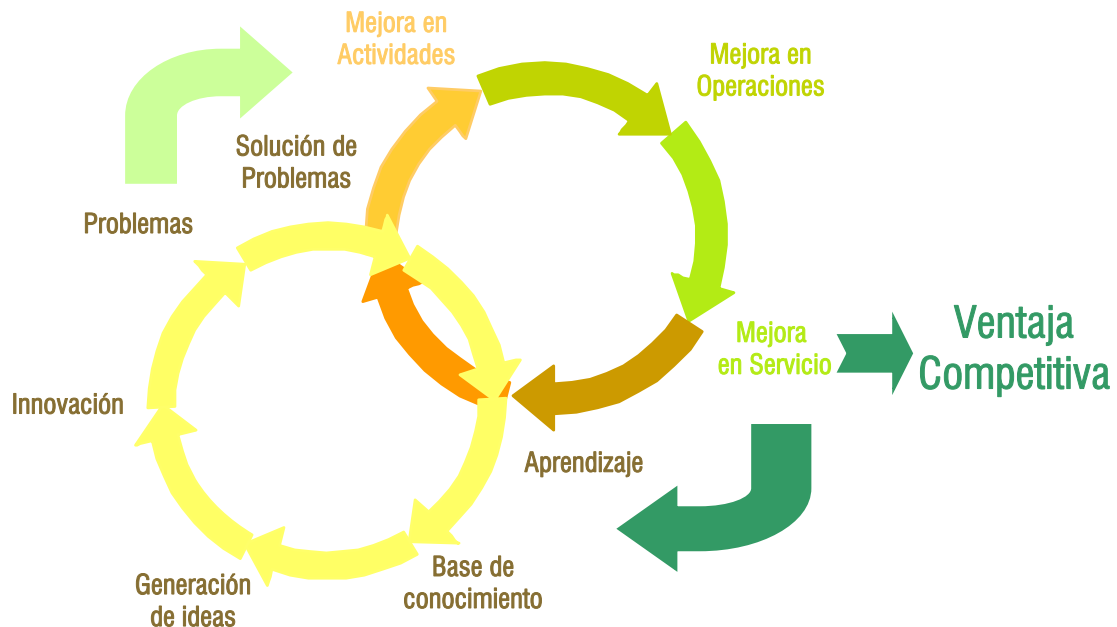 Mejora en
Actividades
Mejora en
Operaciones
Solución de
Problemas
Problemas
Ventaja
Competitiva
Mejora
en Servicio
Innovación
Aprendizaje
Base de
conocimiento
Generación
de ideas